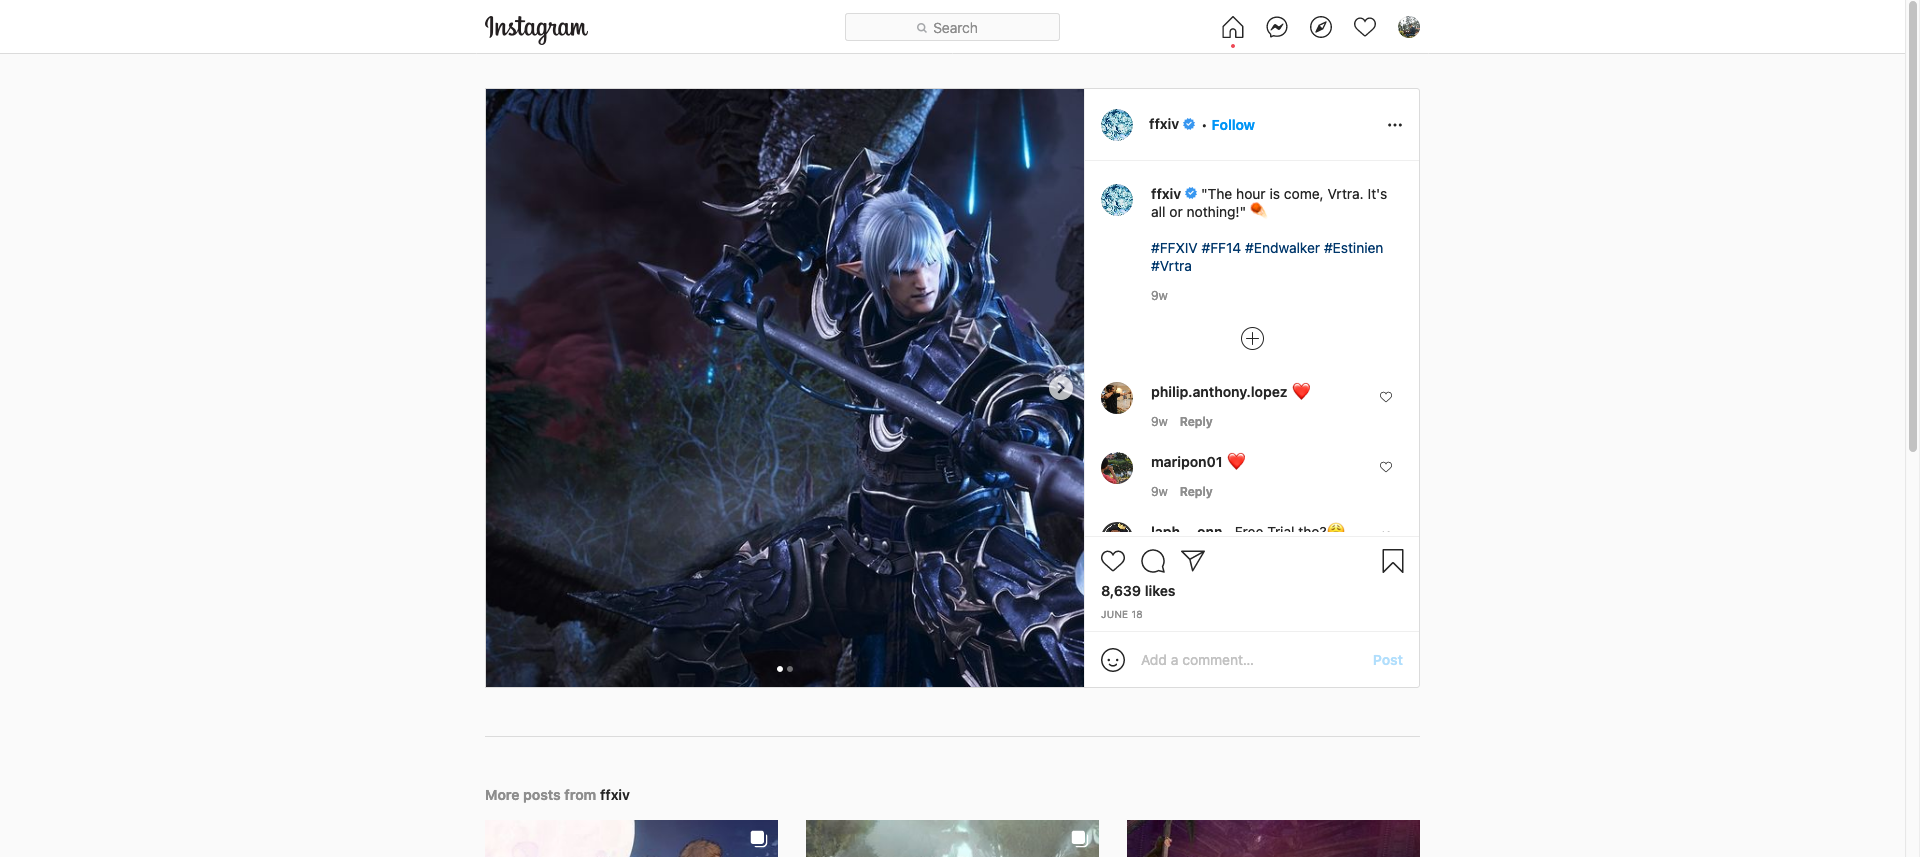 Instagram
Search
ffxiv • Follow
ffxiv "The hour is come, Vrtra. It's
all or nothing!"
#FFXIV #FF14 #Endwalker #Estinien
#Vrtra
9w
philip.anthony.lopez ❤️
9w Reply
maripon01 ❤️
9w Reply
Free Trial tho?
8,639 likes
JUNE 18
Add a comment...
Post
More posts from ffxiv